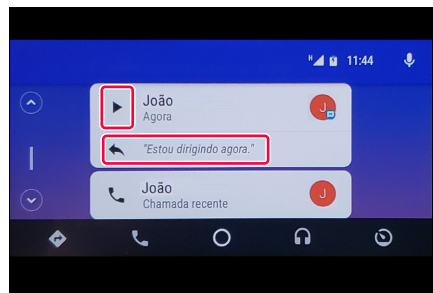 H 11:44
João
Agora
J
"Estou dirigindo agora."
João
Chamada recente
J